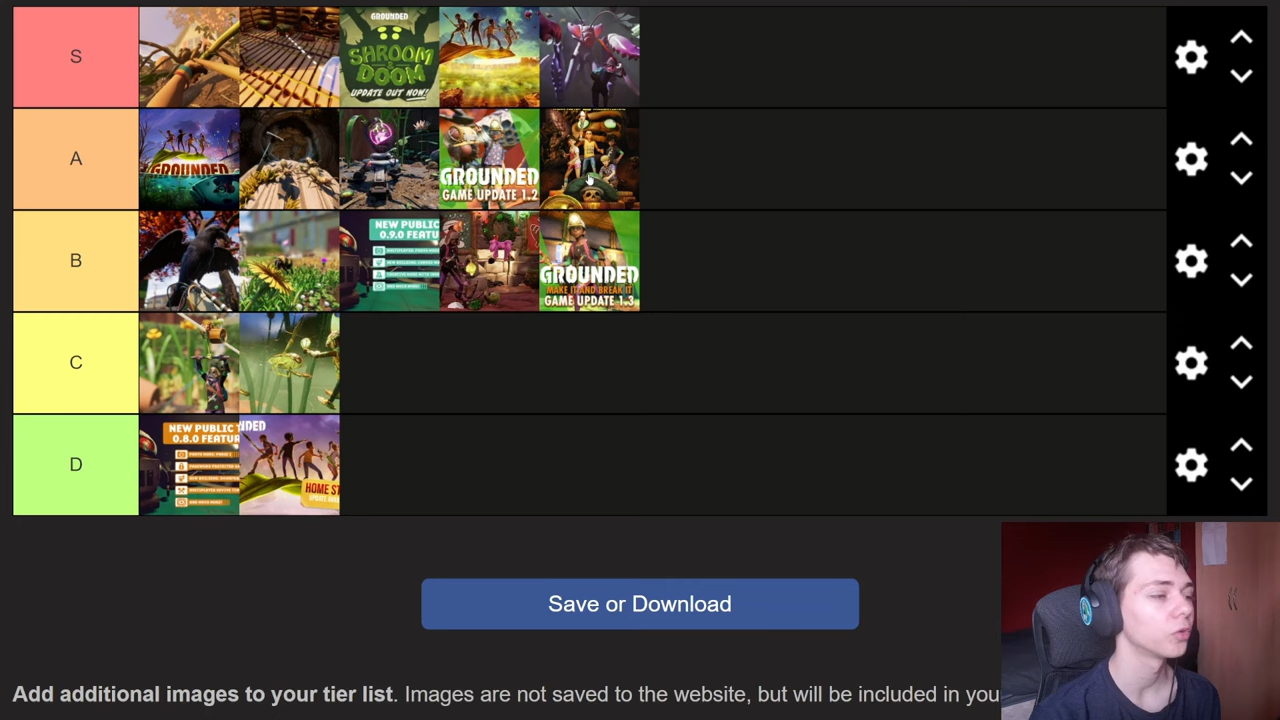 S
GROUNDED
SHROOM
& DOOM
UPDATE OUT NOW!
A
GROUNDED
GROUNDED
GAME UPDATE 1.2
B
NEW PUBLIC
0.9.0 FEATU
GROUNDED
MAKE IT AND BREAK IT
GAME UPDATE 1.3
C
D
NEW PUBLIC T
0.8.0 FEATUR
NDED
HOME ST
Save or Download
Add additional images to your tier list. Images are not saved to the website, but will be included in you